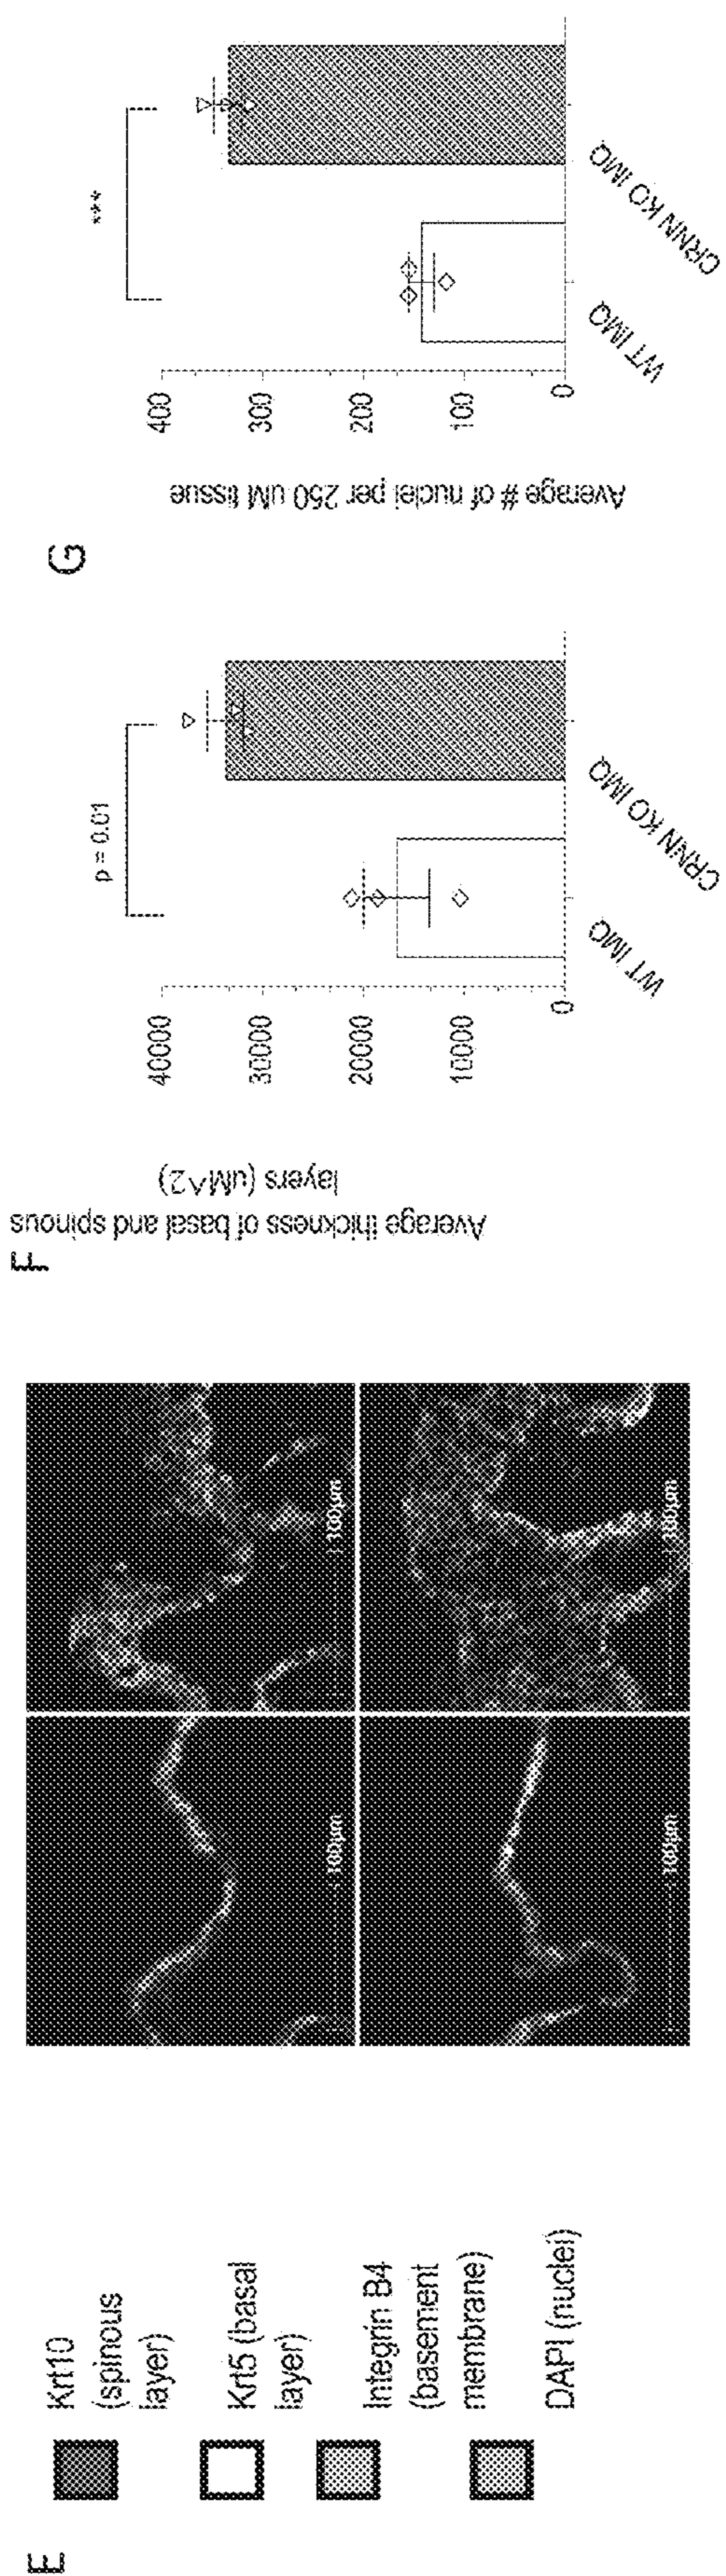 E
Krt10
(spinous
layer)
Krt5 (basal
layer)
Integrin B4
(basement
membrane)
DAPI (nuclei)
100µm
100µm
100µm
100µm
F
Average thickness of basal and spinous
layers (uM^2)
40000
30000
20000
10000
0
p = 0.01
WT IMQ
CRNN KO IMQ
G
Average # of nuclei per 250 uM tissue
400
300
200
100
0
***
WT IMQ
CRNN KO IMQ